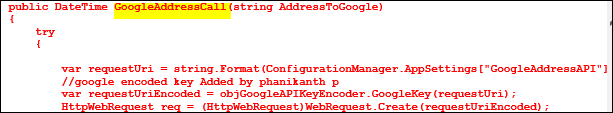 public DateTime GoogleAddressCall(string AddressToGoogle)
{
try
{
var requestUri = string.Format(ConfigurationManager.AppSettings["GoogleAddressAPI"]
//google encoded key Added by phanikanth p
var requestUriEncoded = objGoogleAPIKeyEncoder.GoogleKey(requestUri);
HttpWebRequest req = (HttpWebRequest)WebRequest.Create(requestUriEncoded);